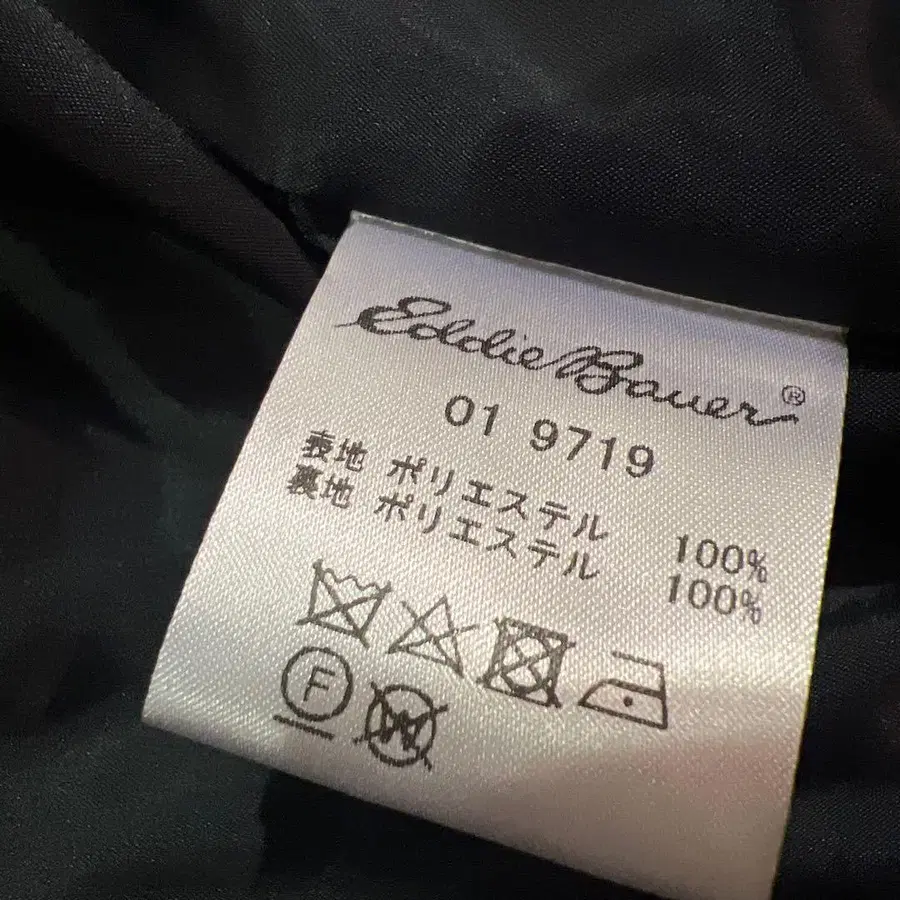 Eddie Bauer®
01 9719
表地 ポリエステル 100%
裏地 ポリエステル 100%
F W